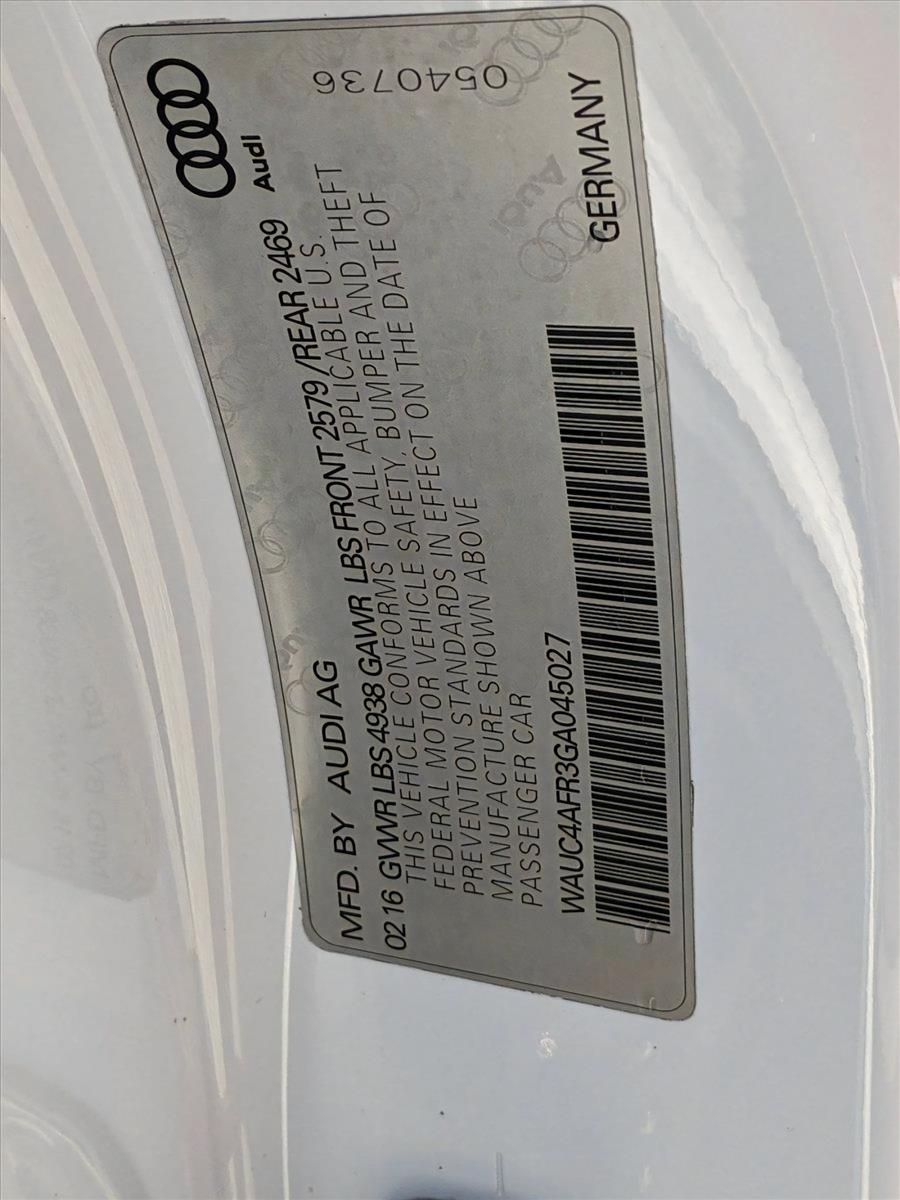 MFD. BY AUDI AG
Audi
02 16 GVWR LBS 4938 GAWR LBS FRONT 2579 /REAR 2469
THIS VEHICLE CONFORMS TO ALL APPLICABLE U.S.
FEDERAL MOTOR VEHICLE SAFETY, BUMPER AND THEFT
PREVENTION STANDARDS IN EFFECT ON THE DATE OF
MANUFACTURE SHOWN ABOVE
PASSENGER CAR
0540736
WAUC4AFR3GA045027
GERMANY
Audi